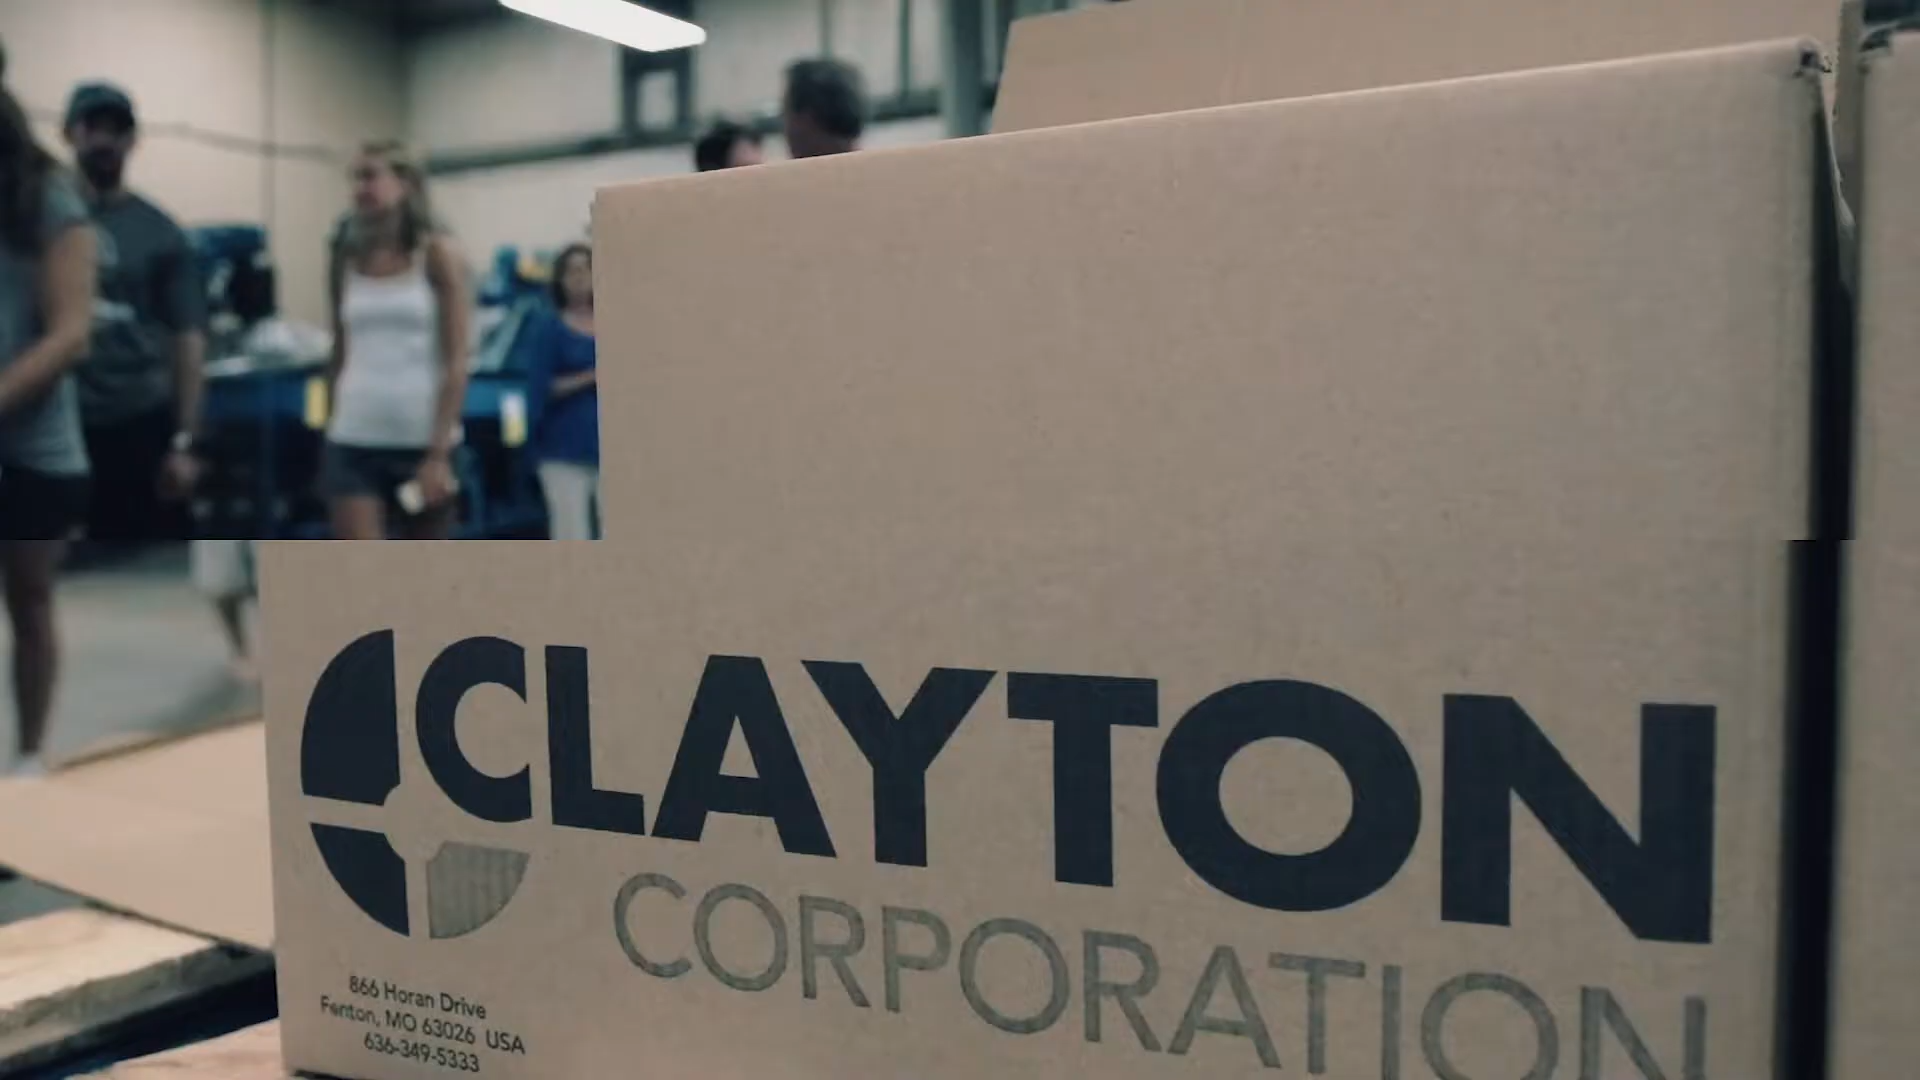 CLAYTON
CORPORATION
866 Horan Drive
Fenton, MO 63026 USA
636-349-5333